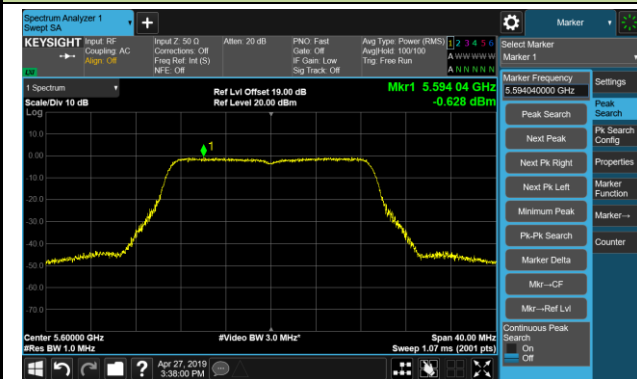 Spectrum Analyzer 1
Swept SA
+
Marker
KEYSIGHT
Input: RF
Coupling: AC
Align: Off
Input Z: 50 Ω
Corrections: Off
Freq Ref: Int (S)
NFE: Off
Atten: 20 dB
PNO: Fast
Gate: Off
IF Gain: Low
Sig Track: Off
Avg Type: Power (RMS)
Avg|Hold: 100/100
Trig: Free Run
1 2 3 4 5 6
A W W W W W
A N N N N N
Select Marker
Marker 1
1 Spectrum
Scale/Div 10 dB
Log
Ref Lvl Offset 19.00 dB
Ref Level 20.00 dBm
Mkr1 5.594 04 GHz
-0.628 dBm
Marker Frequency
5.594040000 GHz
Settings
Peak Search
Next Peak
Next Pk Right
Next Pk Left
Minimum Peak
Pk-Pk Search
Marker Delta
Mkr→CF
Mkr→Ref Lvl
Continuous Peak
Search
On
Off
Peak
Search
Pk Search
Config
Properties
Marker
Function
Marker→
Counter
10.0
0.00
1
-10.0
-20.0
-30.0
-40.0
-50.0
-60.0
-70.0
Center 5.60000 GHz
#Res BW 1.0 MHz
#Video BW 3.0 MHz*
Span 40.00 MHz
Sweep 1.07 ms (2001 pts)
?
Apr 27, 2019
3:38:00 PM